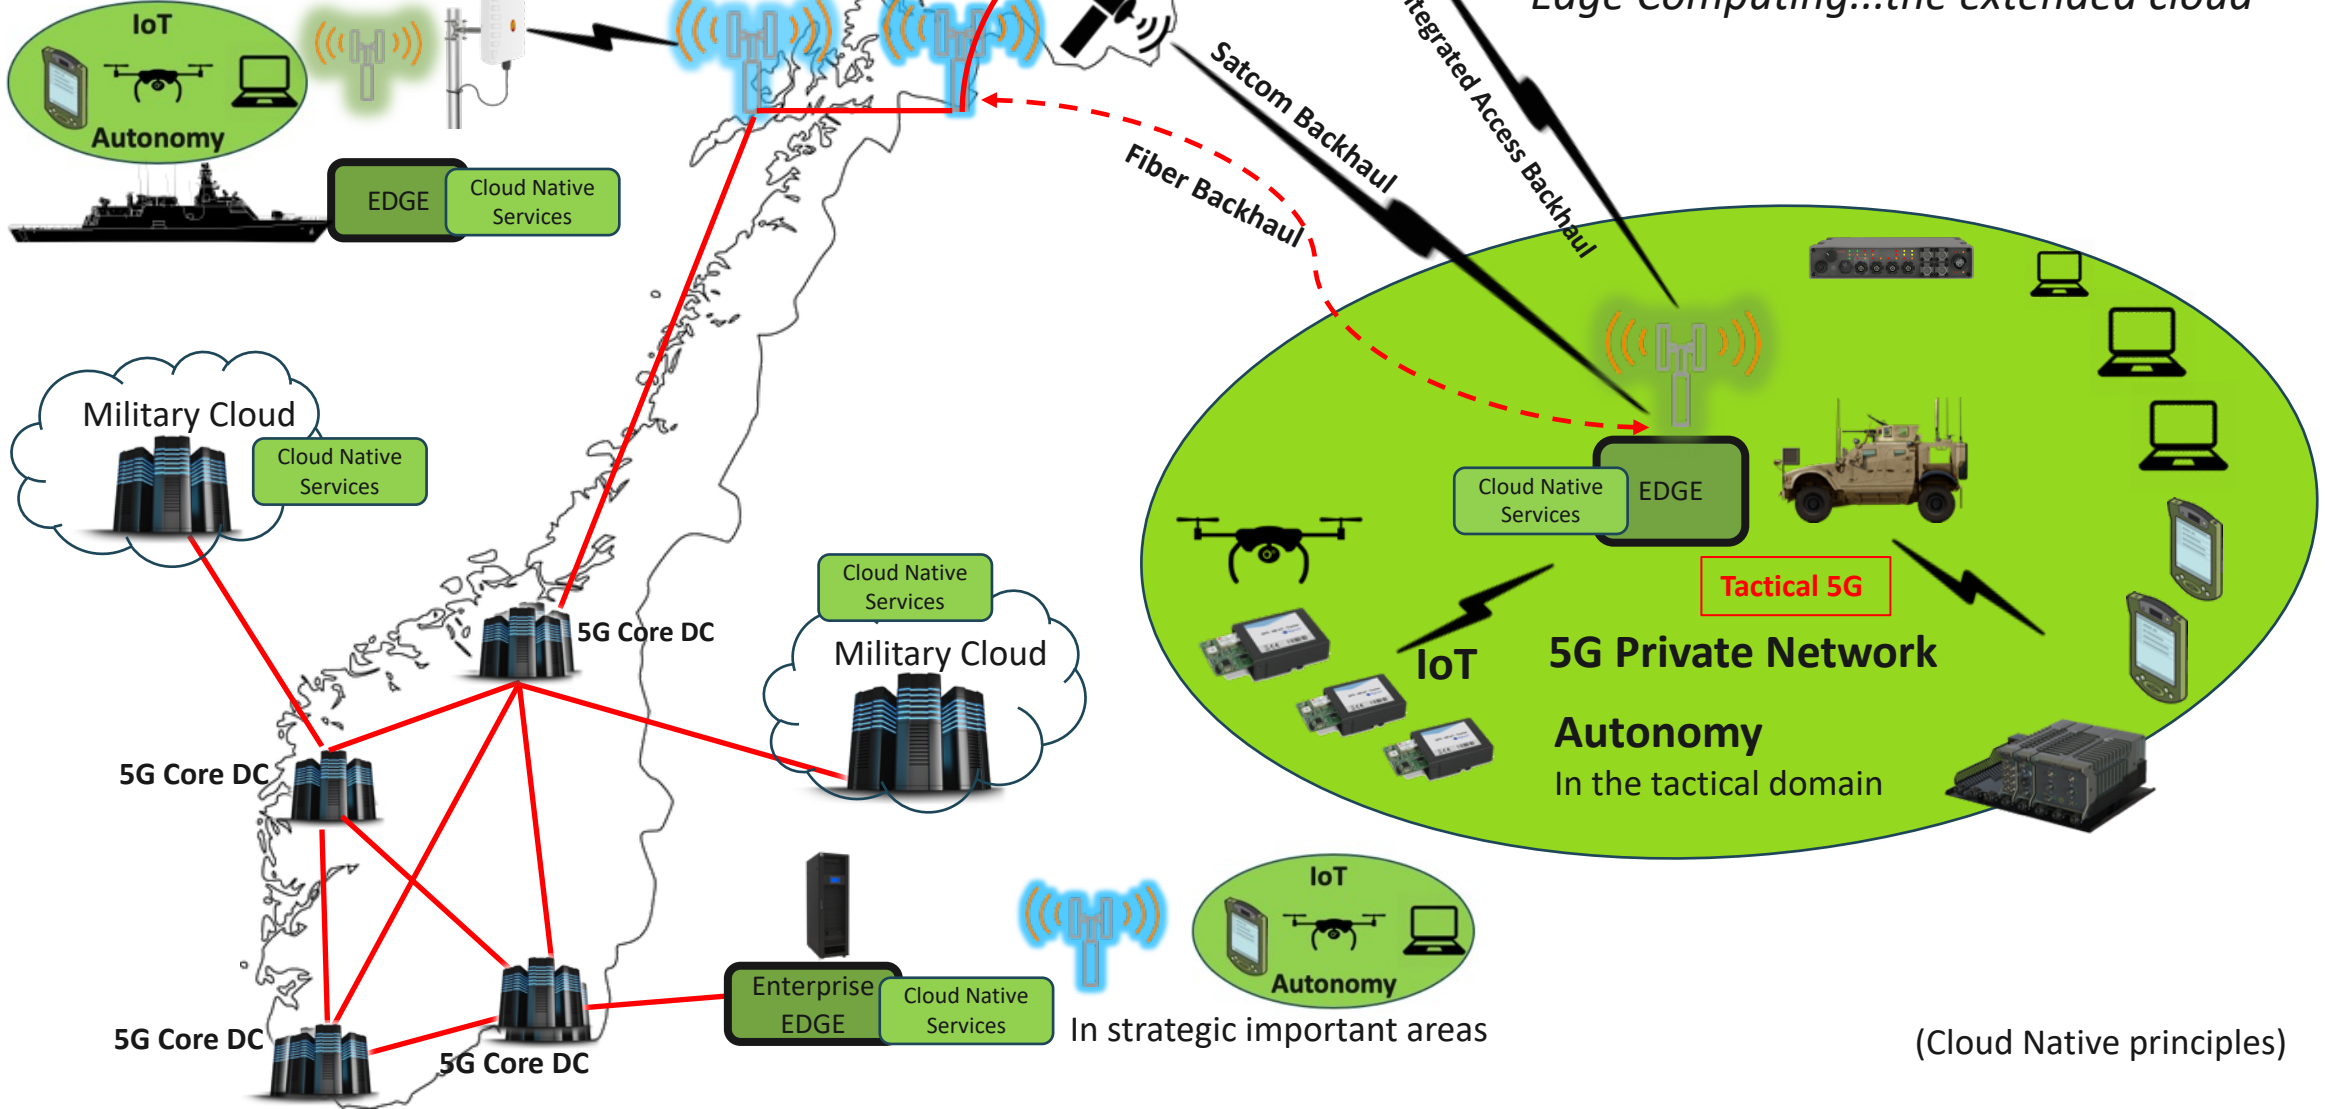 Edge Computing...the extended cloud
IoT
Autonomy
EDGE
Cloud Native
Services
Satcom Backhaul
Integrated Access Backhaul
Fiber Backhaul
Military Cloud
Cloud Native
Services
Cloud Native
Services
EDGE
Tactical 5G
Cloud Native
Services
Military Cloud
5G Core DC
IoT
5G Private Network
Autonomy
In the tactical domain
5G Core DC
IoT
Autonomy
Enterprise
EDGE
Cloud Native
Services
In strategic important areas
5G Core DC
5G Core DC
(Cloud Native principles)